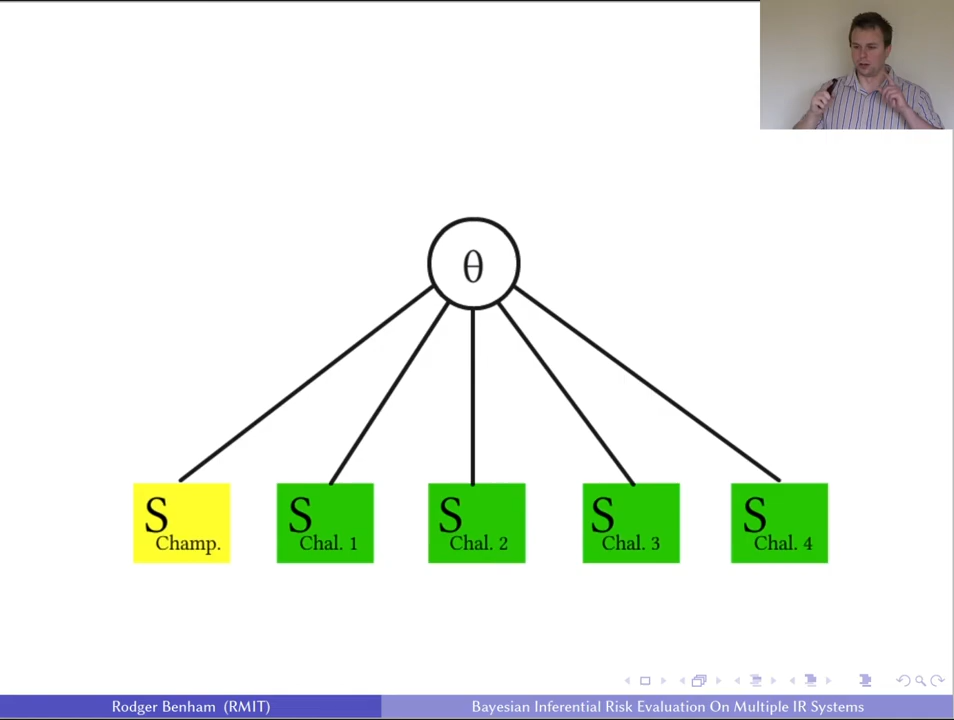 θ
S Champ.
S Chal. 1
S Chal. 2
S Chal. 3
S Chal. 4
Rodger Benham (RMIT)
Bayesian Inferential Risk Evaluation On Multiple IR Systems